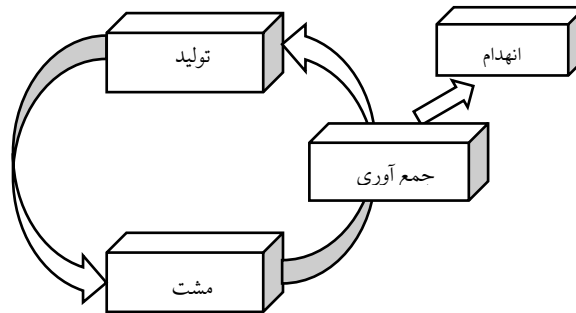 تولید
انهدام
جمع آوری
مشت